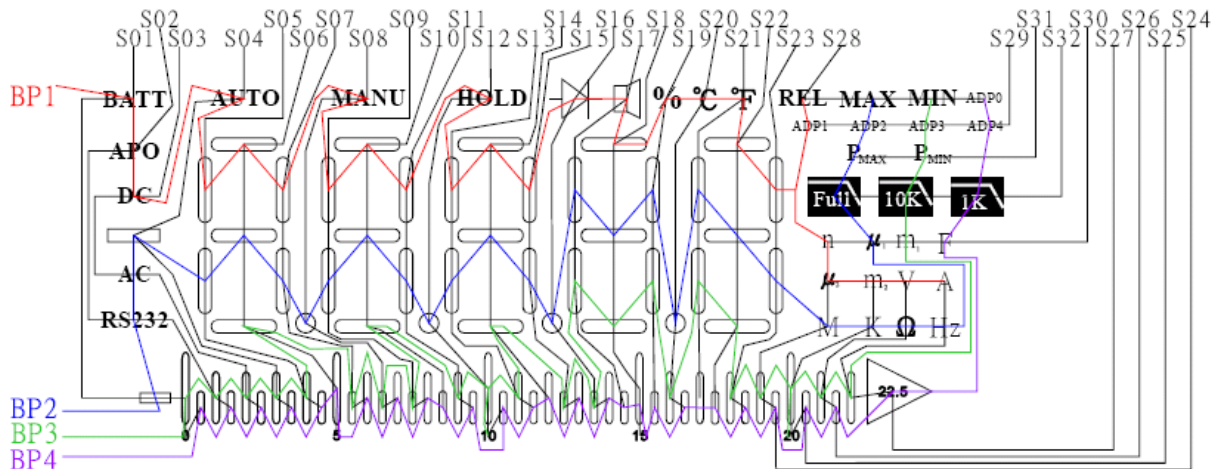 S02 S05 S07 S09 S14 S16 S18 S20 S22 S31 S30 S26 S24
S01 S03 S04 S06 S08 S10 S11 S12 S13 S15 S17 S19 S21 S23 S28 S29 S32 S27 S25
BP1 BATT AUTO MANU HOLD % °C °F REL MAX MIN ADP0
ADP1 ADP2 ADP3 ADP4
APO PMAX PMIN
DC Full 10K 1K
n μ m F
AC μ m V A
RS232 M K Ω Hz
22.5
BP2
BP3 0 5 10 15 20
BP4